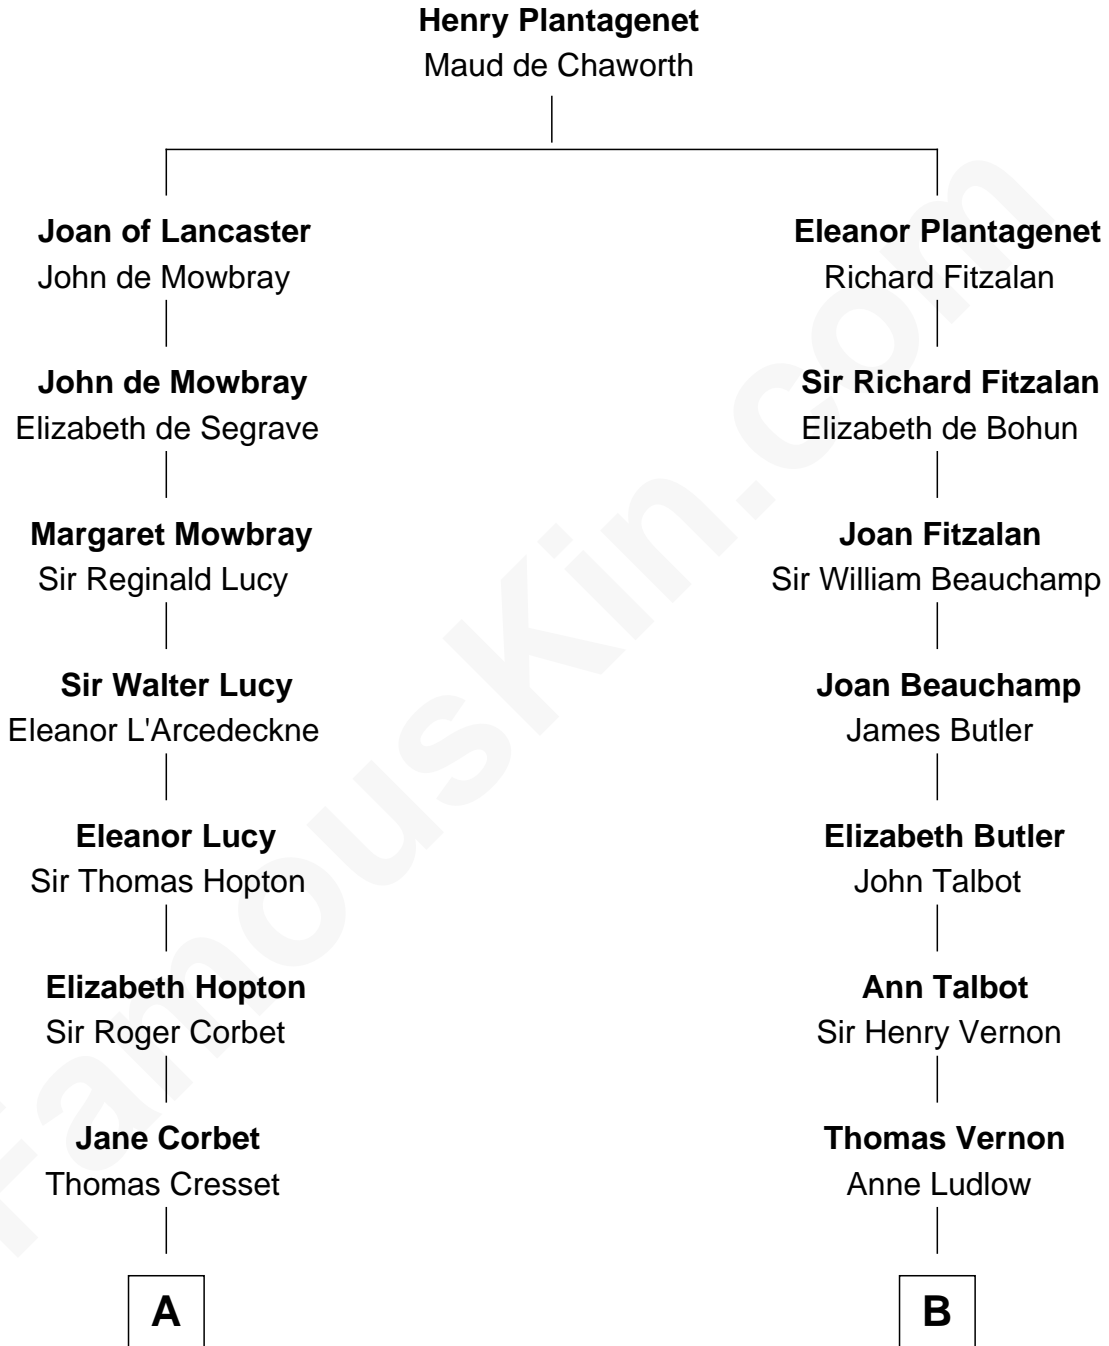 Henry Plantagenet
Maud de Chaworth
Joan of Lancaster
John de Mowbray
Eleanor Plantagenet
Richard Fitzalan
John de Mowbray
Elizabeth de Segrave
Sir Richard Fitzalan
Elizabeth de Bohun
Margaret Mowbray
Sir Reginald Lucy
Joan Fitzalan
Sir William Beauchamp
Sir Walter Lucy
Eleanor L'Arcedeckne
Joan Beauchamp
James Butler
Eleanor Lucy
Sir Thomas Hopton
Elizabeth Butler
John Talbot
Elizabeth Hopton
Sir Roger Corbet
Ann Talbot
Sir Henry Vernon
Jane Corbet
Thomas Cresset
Thomas Vernon
Anne Ludlow
A
B
FamousKin.com